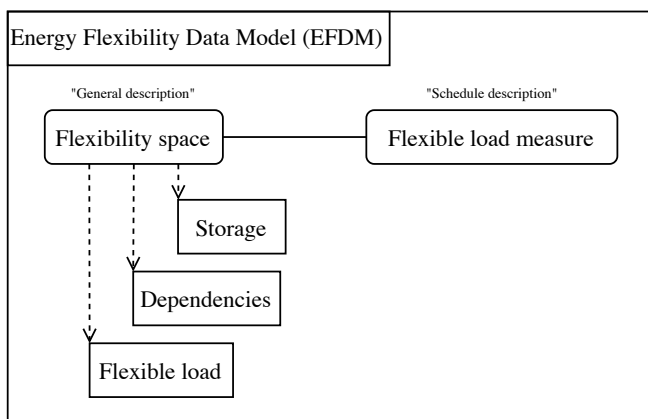 Energy Flexibility Data Model (EFDM)
"General description"
"Schedule description"
Flexibility space
Flexible load measure
Storage
Dependencies
Flexible load